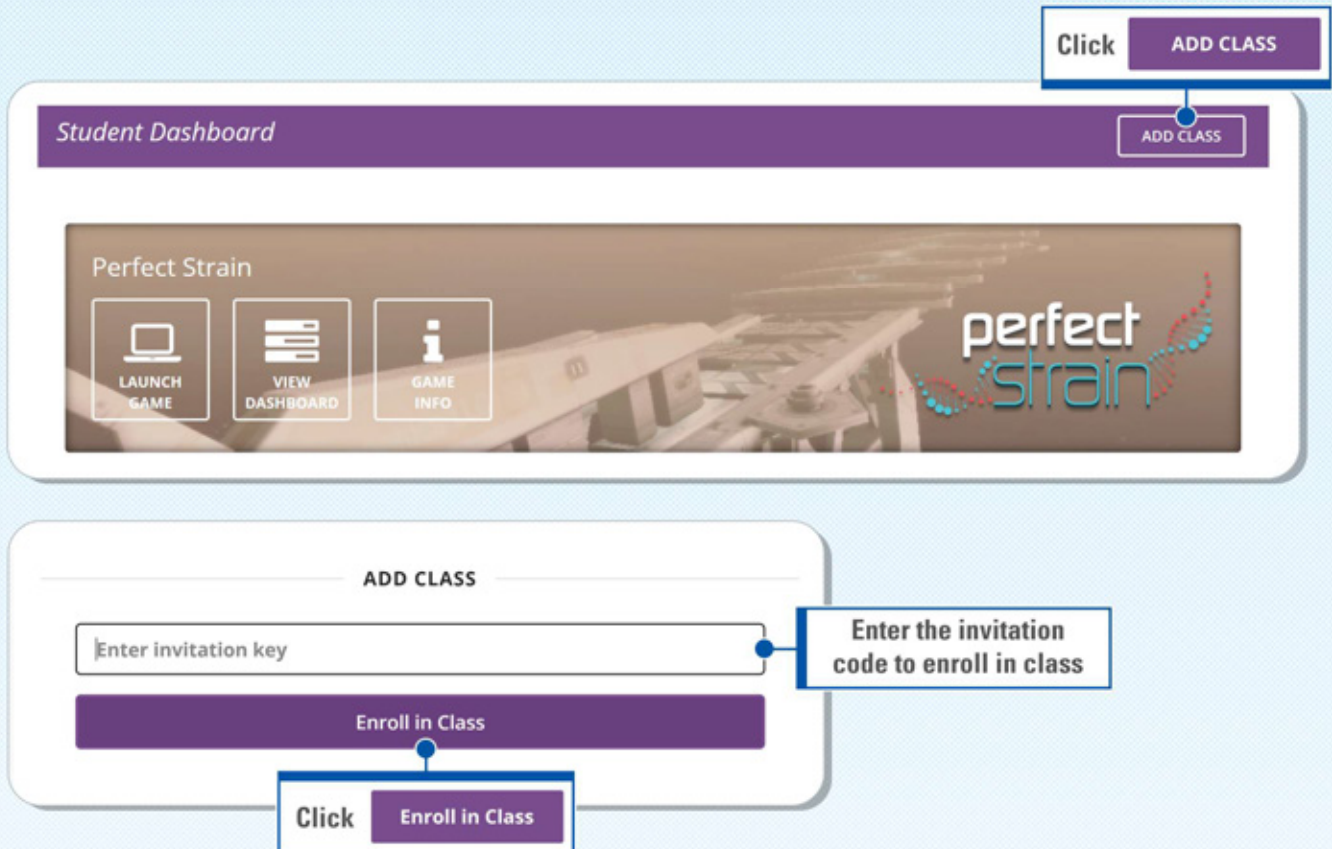 Click ADD CLASS
Student Dashboard
ADD CLASS
Perfect Strain
LAUNCH
GAME
VIEW
DASHBOARD
GAME
INFO
perfect
strain
ADD CLASS
Enter invitation key
Enter the invitation
code to enroll in class
Enroll in Class
Click Enroll in Class